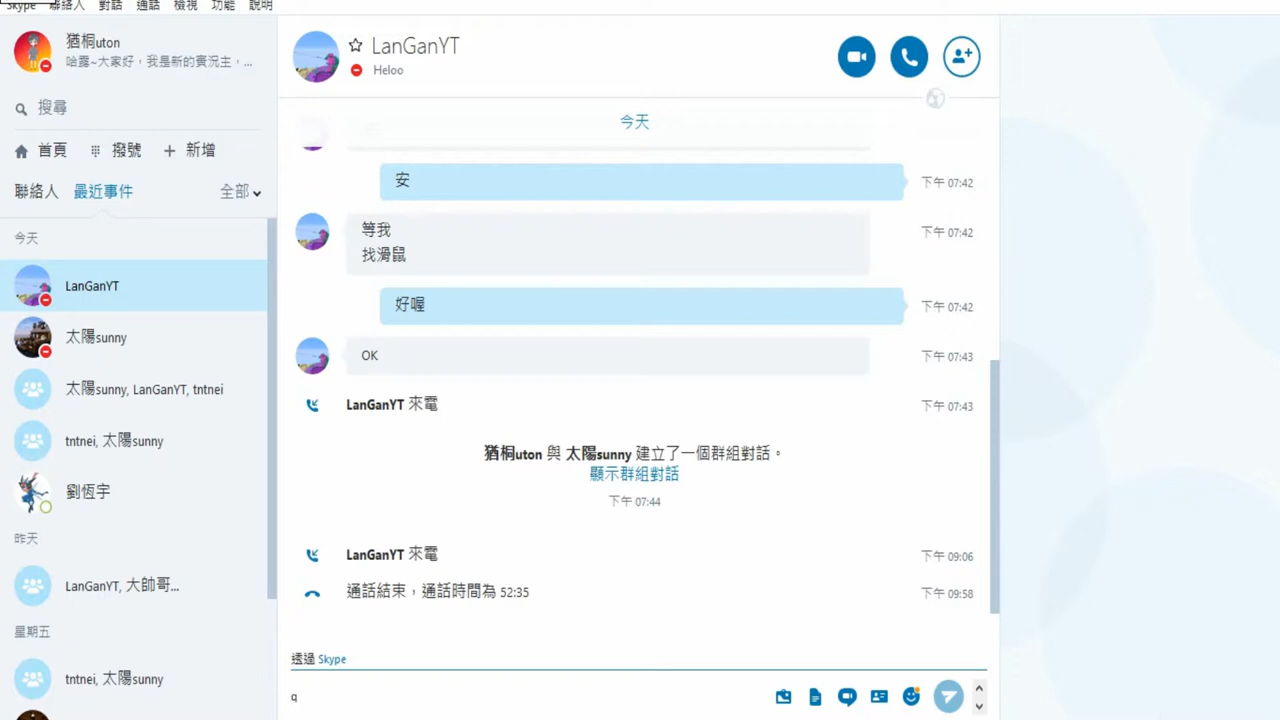 Skype 聯絡人 對話 通話 檢視 功能 說明
猶桐uton
哈露~大家好，我是新的實況主，...
搜尋
首頁 撥號 新增
聯絡人 最近事件 全部
今天
LanGanYT
太陽sunny
太陽sunny, LanGanYT, tntnei
tntnei, 太陽sunny
劉恆宇
昨天
LanGanYT, 大帥哥...
星期五
tntnei, 太陽sunny
LanGanYT
Heloo
今天
安 下午 07:42
等我 下午 07:42
找滑鼠
好喔 下午 07:42
OK 下午 07:43
LanGanYT 來電 下午 07:43
猶桐uton 與 太陽sunny 建立了一個群組對話。
顯示群組對話
下午 07:44
LanGanYT 來電 下午 09:06
通話結束，通話時間為 52:35 下午 09:58
透過 Skype
q